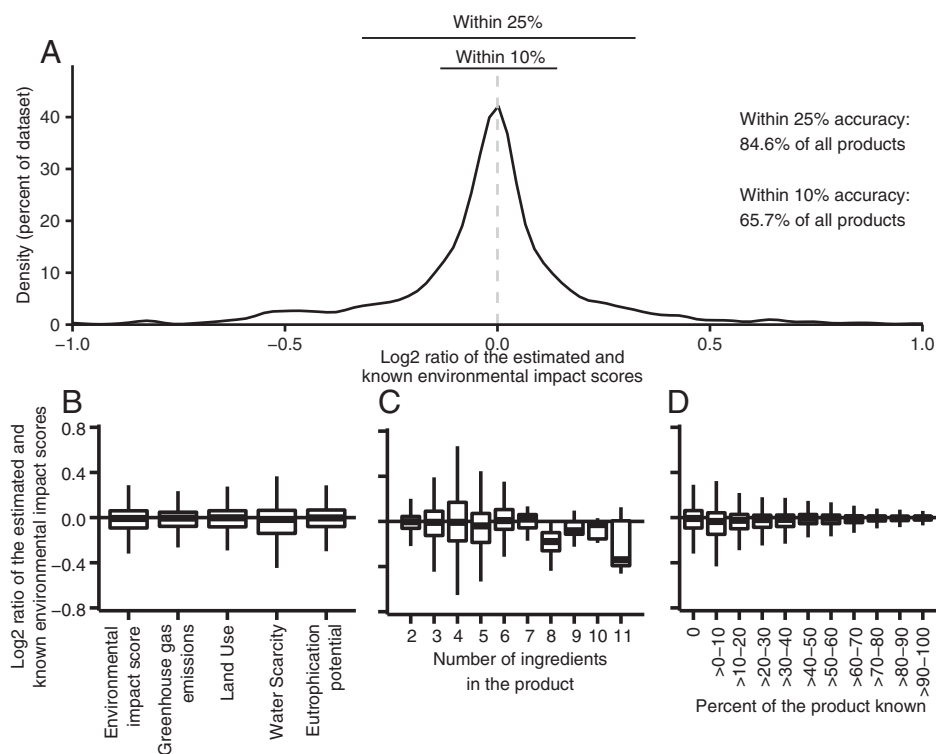 Within 25%
A
Within 10%
Density (percent of dataset)
40
30
20
10
0
Within 25% accuracy:
84.6% of all products
Within 10% accuracy:
65.7% of all products
−1.0
−0.5
0.0
0.5
1.0
Log2 ratio of the estimated and
known environmental impact scores
B
C
D
Log2 ratio of the estimated and
known environmental impact scores
0.8
0.4
0.0
−0.4
−0.8
Environmental
impact score
Greenhouse gas
emissions
Land Use
Water Scarcity
Eutrophication
potential
2 3 4 5 6 7 8 9 10 11
Number of ingredients
in the product
0
>0−10
>10−20
>20−30
>30−40
>40−50
>50−60
>60−70
>70−80
>80−90
>90−100
Percent of the product known